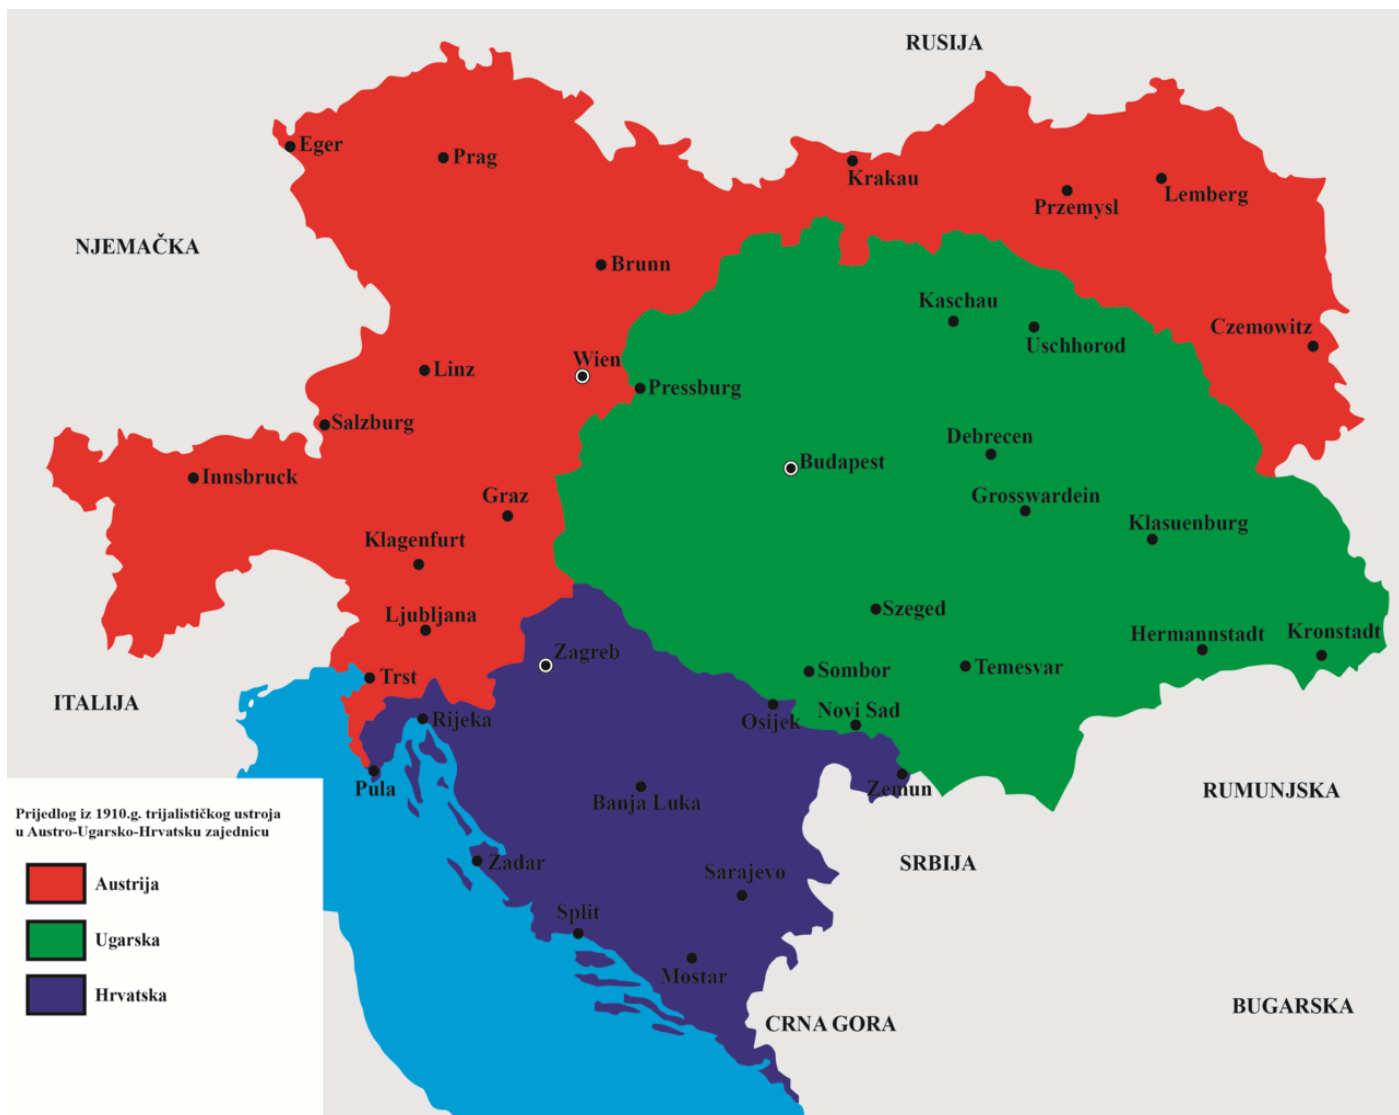 RUSIJA
Eger
Prag
Krakau
Przemysl
Lemberg
NJEMAČKA
Brunn
Kaschau
Uschhorod
Czemowitz
Wien
Linz
Pressburg
Salzburg
Debrecen
Budapest
Innsbruck
Graz
Grosswardein
Klasuenburg
Klagenfurt
Ljubljana
Szeged
Hermannstadt
Kronstadt
Zagreb
Trst
Sombor
Temesvar
ITALIJA
Rijeka
Osijek
Novi Sad
Pula
Banja Luka
Zemun
RUMUNJSKA
Prijedlog iz 1910.g. trijalističkog ustroja
u Austro-Ugarsko-Hrvatsku zajednicu
Zadar
Sarajevo
SRBIJA
Austrija
Split
Ugarska
Mostar
Hrvatska
CRNA GORA
BUGARSKA